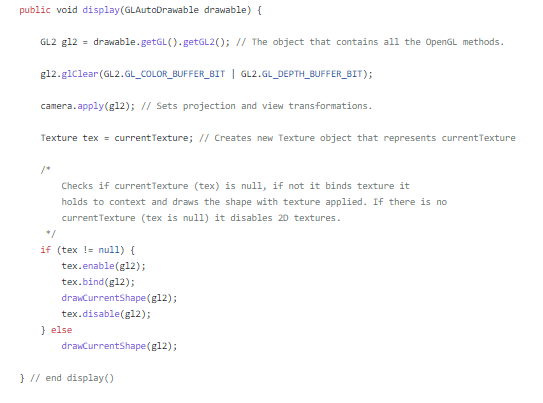 public void display(GLAutoDrawable drawable) {
GL2 gl2 = drawable.getGL().getGL2(); // The object that contains all the OpenGL methods.
gl2.glClear(GL2.GL_COLOR_BUFFER_BIT | GL2.GL_DEPTH_BUFFER_BIT);
camera.apply(gl2); // Sets projection and view transformations.
Texture tex = currentTexture; // Creates new Texture object that represents currentTexture
/*
Checks if currentTexture (tex) is null, if not it binds texture it
holds to context and draws the shape with texture applied. If there is no
currentTexture (tex is null) it disables 2D textures.
*/
if (tex != null) {
tex.enable(gl2);
tex.bind(gl2);
drawCurrentShape(gl2);
tex.disable(gl2);
} else
drawCurrentShape(gl2);
} // end display()